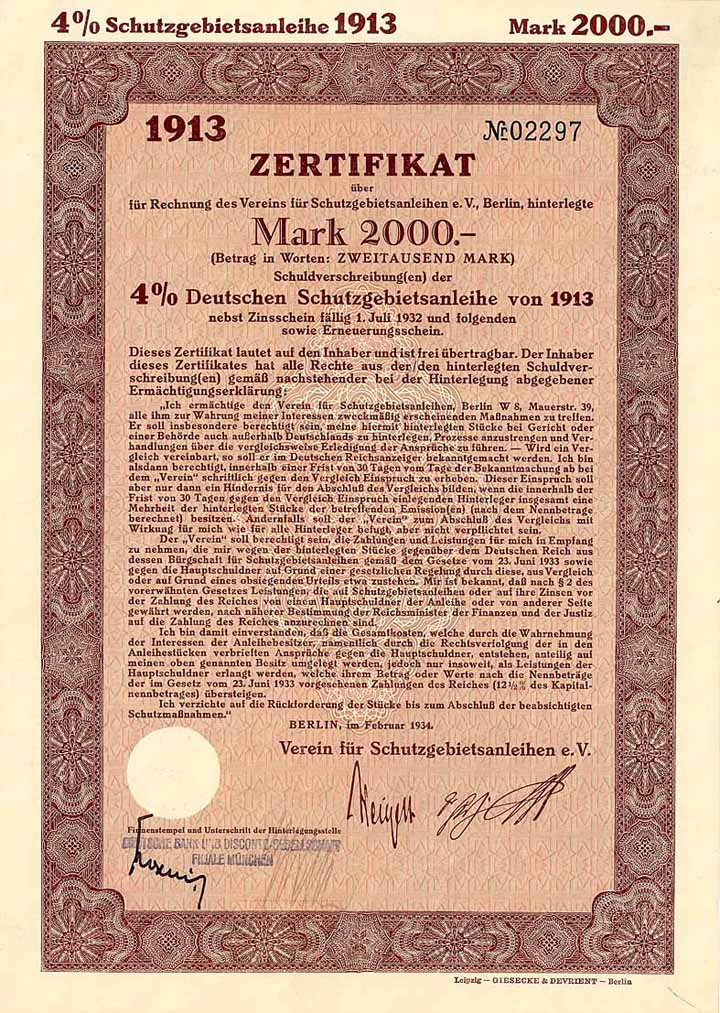 4% Schutzgebietsanleihe 1913 Mark 2000.–
1913 № 02297
ZERTIFIKAT
über
für Rechnung des Vereins für Schutzgebietsanleihen e. V., Berlin, hinterlegte
Mark 2000.–
(Betrag in Worten: ZWEITAUSEND MARK)
Schuldverschreibung(en) der
4% Deutschen Schutzgebietsanleihe von 1913
nebst Zinsschein fällig 1. Juli 1932 und folgenden
sowie Erneuerungsschein.
Dieses Zertifikat lautet auf den Inhaber und ist frei übertragbar. Der Inhaber
dieses Zertifikates hat alle Rechte aus der/den hinterlegten Schuldver-
schreibung(en) gemäß nachstehender bei der Hinterlegung abgegebener
Ermächtigungserklärung:
„Ich ermächtige den Verein für Schutzgebietsanleihen, Berlin W 8, Mauerstr. 39,
alle ihm zur Wahrung meiner Interessen zweckmäßig erscheinenden Maßnahmen zu treffen.
Er soll insbesondere berechtigt sein, meine hiermit hinterlegten Stücke bei Gericht oder
einer Behörde auch außerhalb Deutschlands zu hinterlegen, Prozesse anzustrengen und Ver-
handlungen über die vergleichsweise Erledigung der Ansprüche zu führen. — Wird ein Ver-
gleich vereinbart, so soll er im Deutschen Reichsanzeiger bekanntgemacht werden. Ich bin
alsdann berechtigt, innerhalb einer Frist von 30 Tagen vom Tage der Bekanntmachung ab bei
dem „Verein" schriftlich gegen den Vergleich Einspruch zu erheben. Dieser Einspruch soll
aber nur dann ein Hindernis für den Abschluß des Vergleichs bilden, wenn die innerhalb der
Frist von 30 Tagen gegen den Vergleich Einspruch einlegenden Hinterleger insgesamt eine
Mehrheit der hinterlegten Stücke der betreffenden Emission(en) (nach dem Nennbetrage
berechnet) besitzen. Andernfalls soll der „Verein" zum Abschluß des Vergleichs mit
Wirkung für mich wie für alle Hinterleger befugt, aber nicht verpflichtet sein.
Der „Verein" soll berechtigt sein, die Zahlungen und Leistungen für mich in Empfang
zu nehmen, die mir wegen der hinterlegten Stücke gegenüber dem Deutschen Reich aus
dessen Bürgschaft für Schutzgebietsanleihen gemäß dem Gesetz vom 23. Juni 1933 sowie
gegen die Hauptschuldner auf Grund einer gesetzlichen Regelung durch diese, aus Vergleich
oder auf Grund eines obsiegenden Urteils etwa zustehen. Mir ist bekannt, daß nach § 2 des
vorerwähnten Gesetzes Leistungen, die auf Schutzgebietsanleihen oder auf ihre Zinsen vor
der Zahlung des Reiches von einem Hauptschuldner der Anleihe oder von anderer Seite
gewährt werden, nach näherer Bestimmung der Reichsminister der Finanzen und der Justiz
auf die Zahlung des Reiches anzurechnen sind.
Ich bin damit einverstanden, daß die Gesamtkosten, welche durch die Wahrnehmung
der Interessen der Anleihebesitzer, namentlich durch die Rechtsverfolgung der in den
Anleihestücken verbrieften Ansprüche gegen die Hauptschuldner, entstehen, anteilig auf
meinen oben genannten Besitz umgelegt werden, jedoch nur insoweit, als Leistungen der
Hauptschuldner erlangt werden, welche ihrem Betrag oder Werte nach die Nennbeträge
der im Gesetz vom 23. Juni 1933 vorgesehenen Zahlungen des Reiches (12½% des Kapital-
nennbetrages) übersteigen.
Ich verzichte auf die Rückforderung der Stücke bis zum Abschluß der beabsichtigten
Schutzmaßnahmen."
BERLIN, im Februar 1934.
Verein für Schutzgebietsanleihen e. V.
Firmenstempel und Unterschrift der Hinterlegungsstelle
DEUTSCHE BANK UND DISCONTO-GESELLSCHAFT
FILIALE MÜNCHEN
Leipzig – GIESECKE & DEVRIENT – Berlin